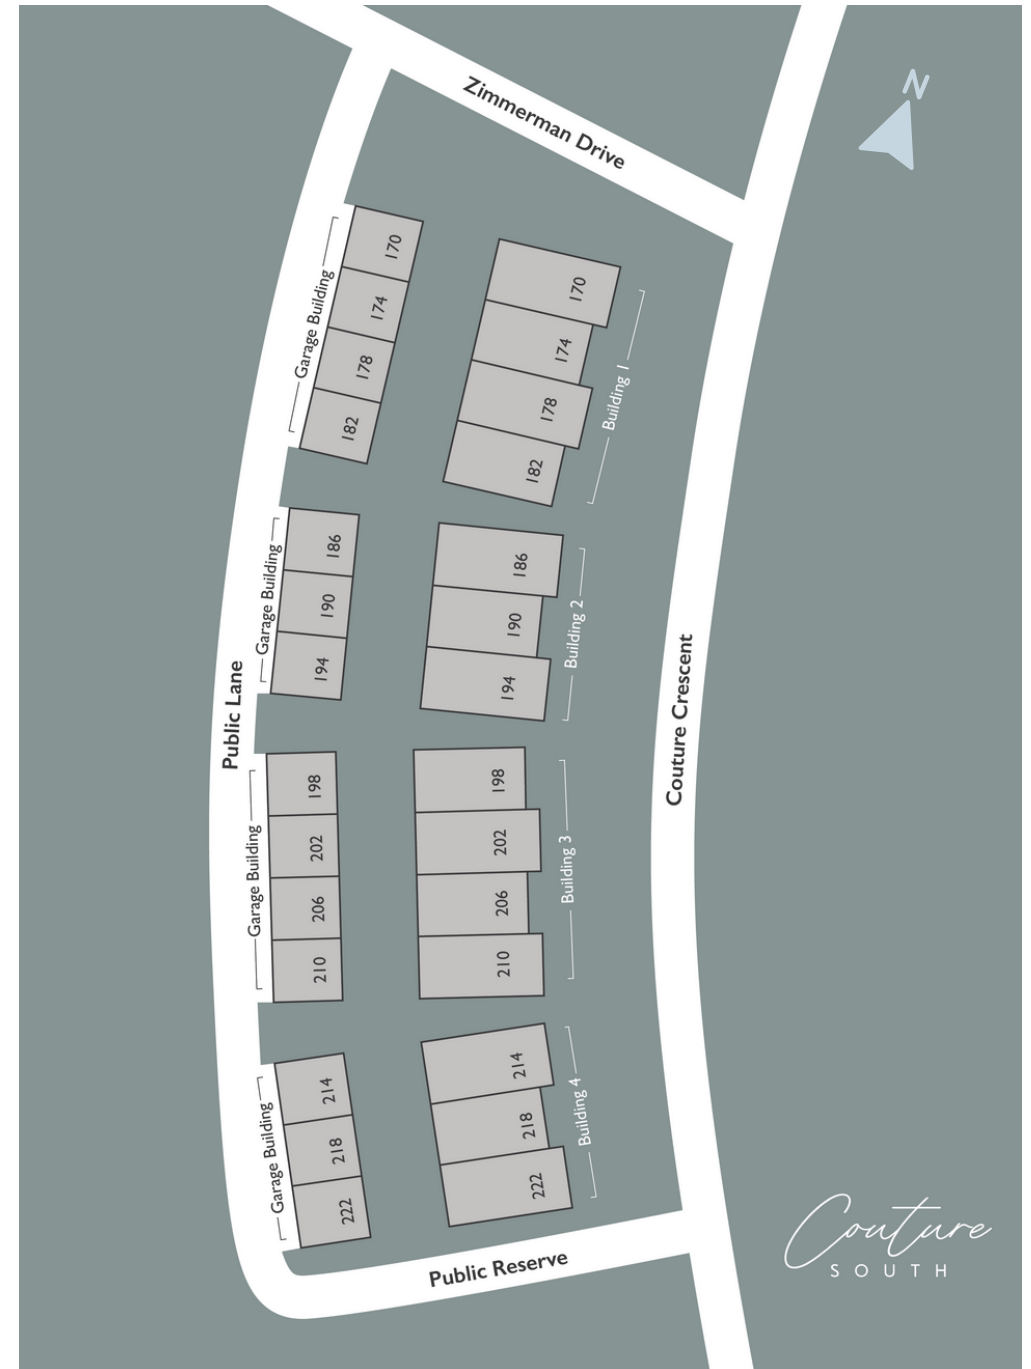 Zimmerman Drive
N
Garage Building
170
174
178
182
170
174
178
182
Building 1
Garage Building
186
190
194
186
190
194
Building 2
Public Lane
Couture Crescent
Garage Building
198
202
206
210
198
202
206
210
Building 3
Garage Building
214
218
222
214
218
222
Building 4
Public Reserve
Couture
SOUTH